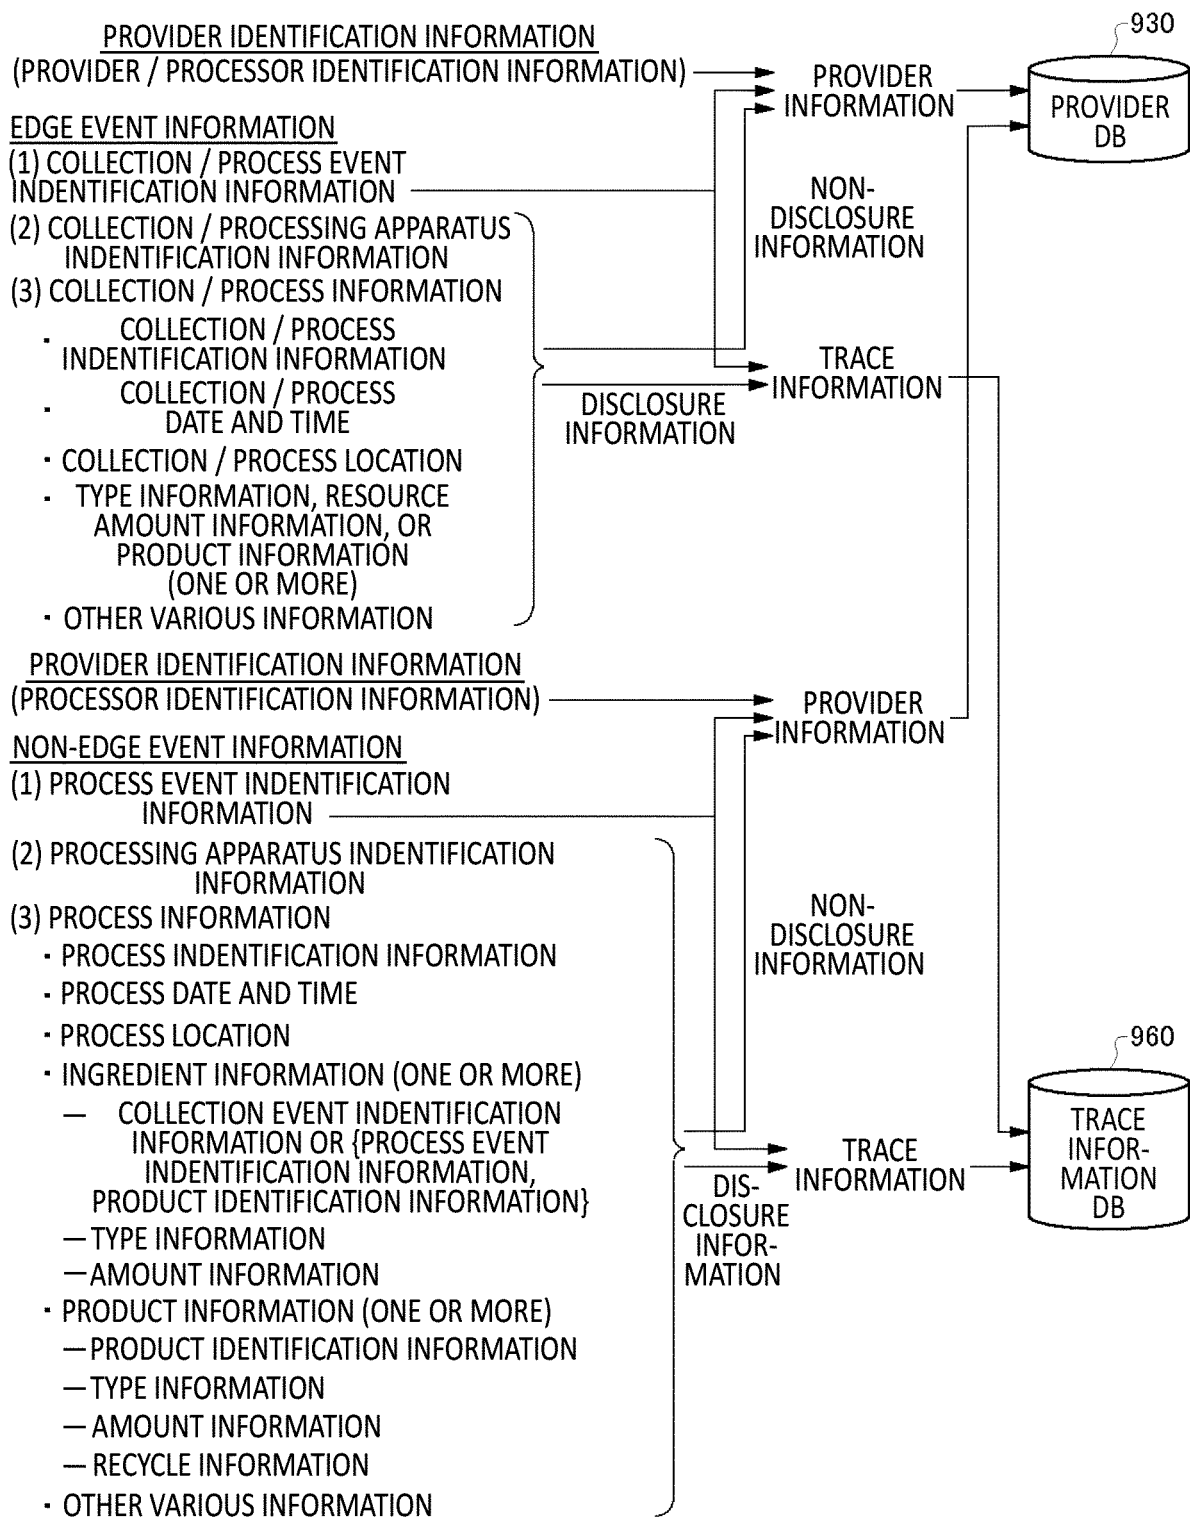 930
PROVIDER IDENTIFICATION INFORMATION
(PROVIDER / PROCESSOR IDENTIFICATION INFORMATION)
PROVIDER
INFORMATION
PROVIDER
DB
EDGE EVENT INFORMATION
(1) COLLECTION / PROCESS EVENT
INDENTIFICATION INFORMATION
(2) COLLECTION / PROCESSING APPARATUS
INDENTIFICATION INFORMATION
(3) COLLECTION / PROCESS INFORMATION
· COLLECTION / PROCESS
INDENTIFICATION INFORMATION
· COLLECTION / PROCESS
DATE AND TIME
· COLLECTION / PROCESS LOCATION
· TYPE INFORMATION, RESOURCE
AMOUNT INFORMATION, OR
PRODUCT INFORMATION
(ONE OR MORE)
· OTHER VARIOUS INFORMATION
NON-
DISCLOSURE
INFORMATION
TRACE
INFORMATION
DISCLOSURE
INFORMATION
PROVIDER IDENTIFICATION INFORMATION
(PROCESSOR IDENTIFICATION INFORMATION)
PROVIDER
INFORMATION
NON-EDGE EVENT INFORMATION
(1) PROCESS EVENT INDENTIFICATION
INFORMATION
(2) PROCESSING APPARATUS INDENTIFICATION
INFORMATION
(3) PROCESS INFORMATION
· PROCESS INDENTIFICATION INFORMATION
· PROCESS DATE AND TIME
· PROCESS LOCATION
· INGREDIENT INFORMATION (ONE OR MORE)
— COLLECTION EVENT INDENTIFICATION
INFORMATION OR {PROCESS EVENT
INDENTIFICATION INFORMATION,
PRODUCT IDENTIFICATION INFORMATION}
— TYPE INFORMATION
— AMOUNT INFORMATION
· PRODUCT INFORMATION (ONE OR MORE)
— PRODUCT IDENTIFICATION INFORMATION
— TYPE INFORMATION
— AMOUNT INFORMATION
— RECYCLE INFORMATION
· OTHER VARIOUS INFORMATION
NON-
DISCLOSURE
INFORMATION
DIS-
CLOSURE
INFOR-
MATION
TRACE
INFORMATION
960
TRACE
INFOR-
MATION
DB